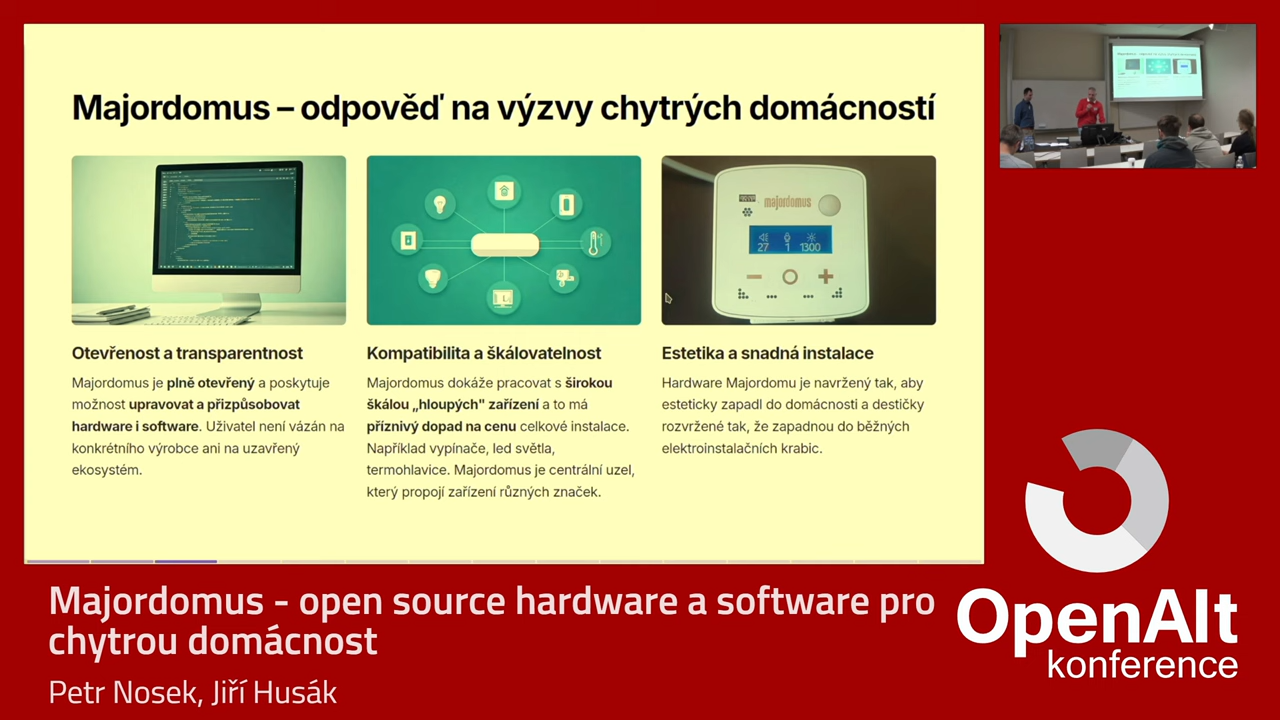 Majordomus – odpověď na výzvy chytrých domácností
majordomus
27 1 1300
Otevřenost a transparentnost
Majordomus je plně otevřený a poskytuje
možnost upravovat a přizpůsobovat
hardware i software. Uživatel není vázán na
konkrétního výrobce ani na uzavřený
ekosystém.
Kompatibilita a škálovatelnost
Majordomus dokáže pracovat s širokou
škálou „hloupých" zařízení a to má
příznivý dopad na cenu celkové instalace.
Například vypínače, led světla,
termohlavice. Majordomus je centrální uzel,
který propojí zařízení různých značek.
Estetika a snadná instalace
Hardware Majordomu je navržený tak, aby
esteticky zapadl do domácnosti a destičky
rozvržené tak, že zapadnou do běžných
elektroinstalačních krabic.
Majordomus - open source hardware a software pro
chytrou domácnost
Petr Nosek, Jiří Husák
OpenAlt
konference